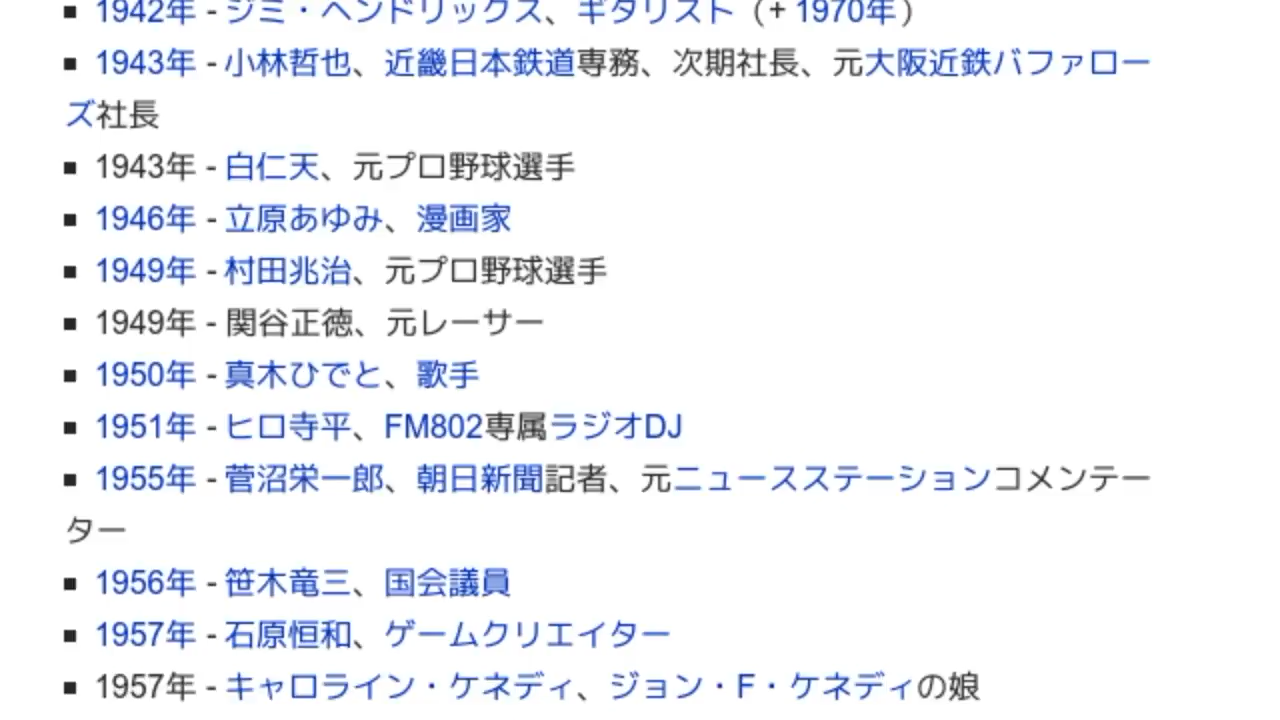 ■ 1942年 - ジミ・ヘンドリックス、ギタリスト（+ 1970年）
■ 1943年 - 小林哲也、近畿日本鉄道専務、次期社長、元大阪近鉄バファロー
ズ社長
■ 1943年 - 白仁天、元プロ野球選手
■ 1946年 - 立原あゆみ、漫画家
■ 1949年 - 村田兆治、元プロ野球選手
■ 1949年 - 関谷正徳、元レーサー
■ 1950年 - 真木ひでと、歌手
■ 1951年 - ヒロ寺平、FM802専属ラジオDJ
■ 1955年 - 菅沼栄一郎、朝日新聞記者、元ニュースステーションコメンテー
ター
■ 1956年 - 笹木竜三、国会議員
■ 1957年 - 石原恒和、ゲームクリエイター
■ 1957年 - キャロライン・ケネディ、ジョン・F・ケネディの娘